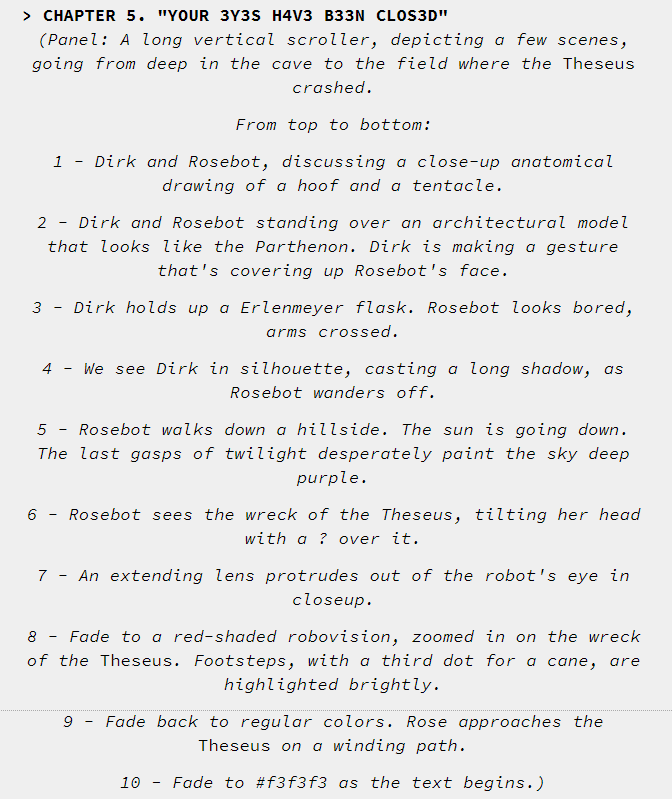 > CHAPTER 5. "YOUR 3Y3S H4V3 B33N CLOS3D"
(Panel: A long vertical scroller, depicting a few scenes,
going from deep in the cave to the field where the Theseus
crashed.
From top to bottom:
1 - Dirk and Rosebot, discussing a close-up anatomical
drawing of a hoof and a tentacle.
2 - Dirk and Rosebot standing over an architectural model
that looks like the Parthenon. Dirk is making a gesture
that's covering up Rosebot's face.
3 - Dirk holds up a Erlenmeyer flask. Rosebot looks bored,
arms crossed.
4 - We see Dirk in silhouette, casting a long shadow, as
Rosebot wanders off.
5 - Rosebot walks down a hillside. The sun is going down.
The last gasps of twilight desperately paint the sky deep
purple.
6 - Rosebot sees the wreck of the Theseus, tilting her head
with a ? over it.
7 - An extending lens protrudes out of the robot's eye in
closeup.
8 - Fade to a red-shaded robovision, zoomed in on the wreck
of the Theseus. Footsteps, with a third dot for a cane, are
highlighted brightly.
9 - Fade back to regular colors. Rose approaches the
Theseus on a winding path.
10 - Fade to #f3f3f3 as the text begins.)